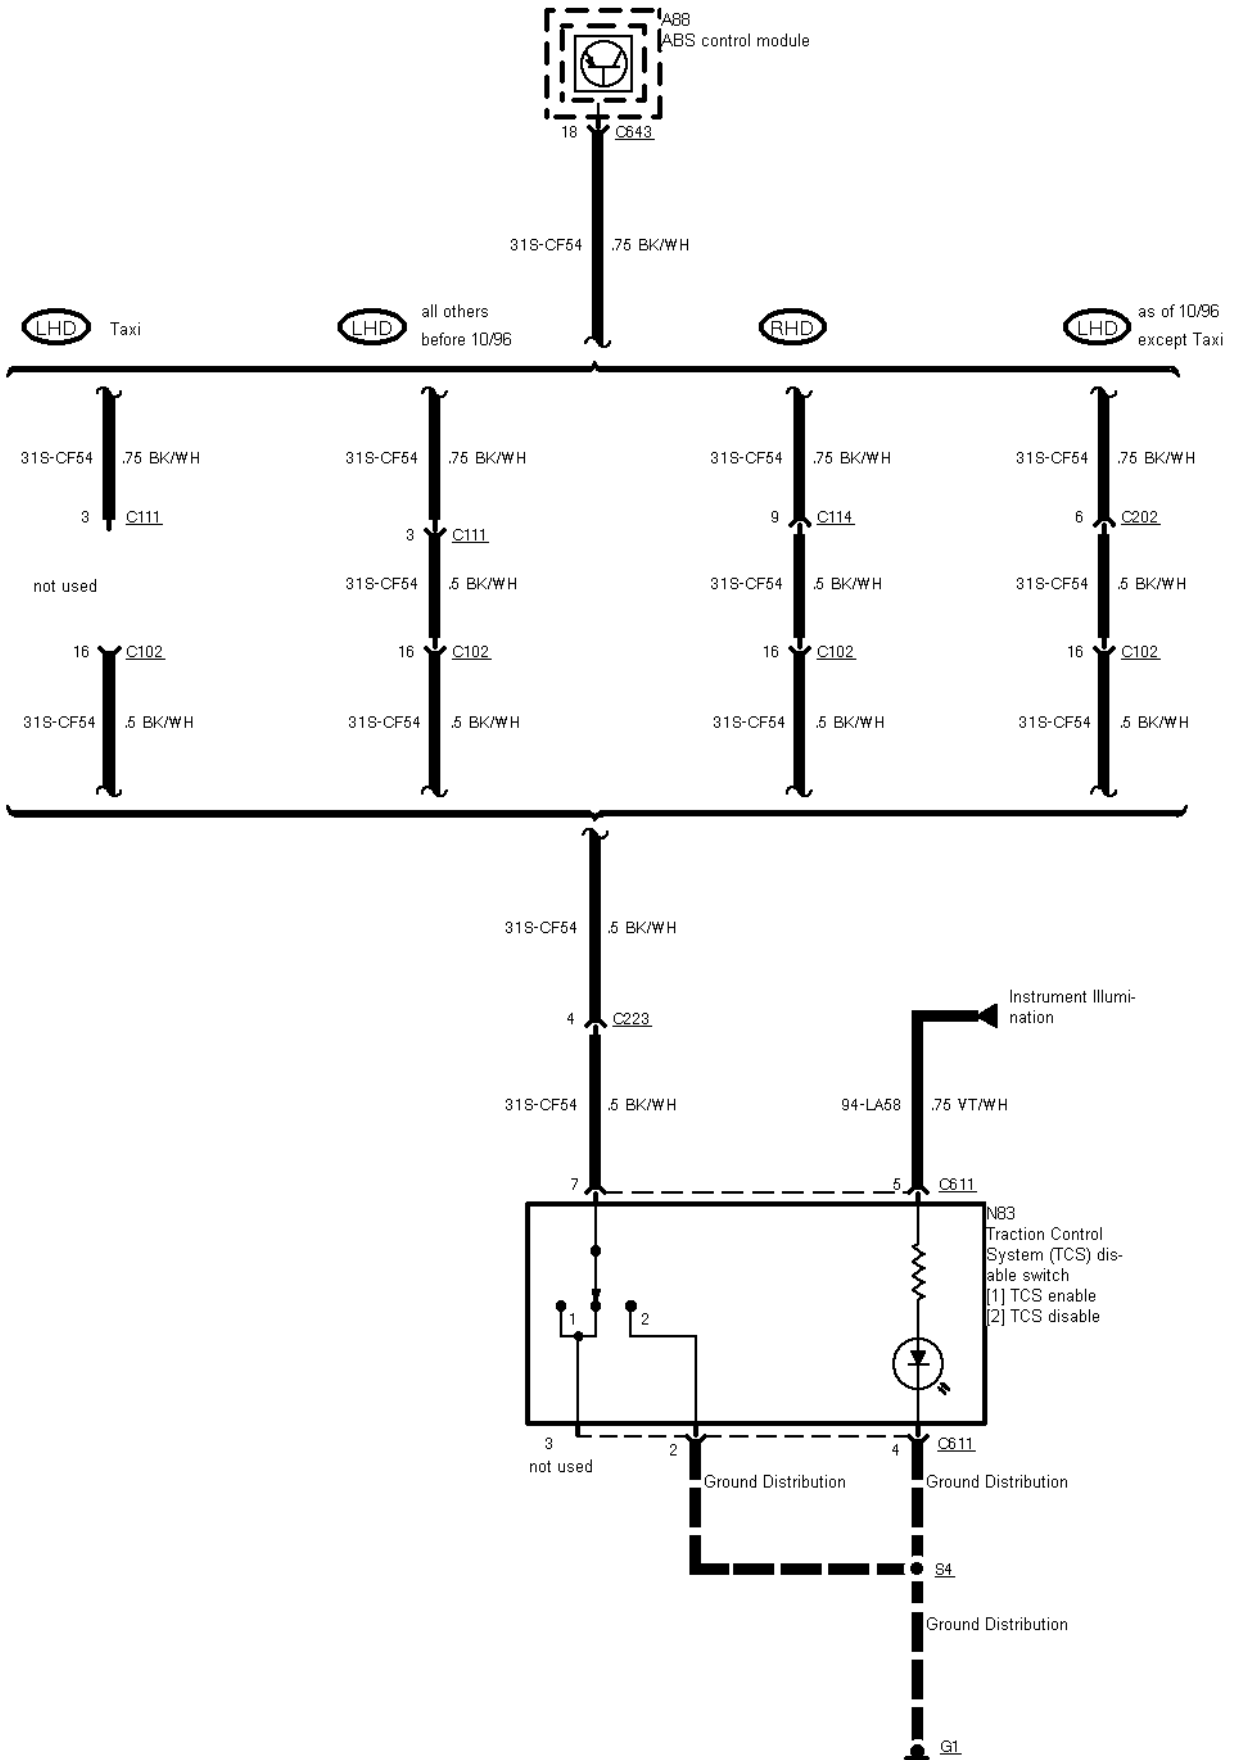 A88
ABS control module
18 C643
31S-CF54 .75 BK/WH
LHD Taxi
LHD all others
before 10/96
RHD
LHD as of 10/96
except Taxi
31S-CF54 .75 BK/WH
31S-CF54 .75 BK/WH
31S-CF54 .75 BK/WH
31S-CF54 .75 BK/WH
3 C111
3 C111
9 C114
6 C202
not used
31S-CF54 .5 BK/WH
31S-CF54 .5 BK/WH
31S-CF54 .5 BK/WH
16 C102
16 C102
16 C102
16 C102
31S-CF54 .5 BK/WH
31S-CF54 .5 BK/WH
31S-CF54 .5 BK/WH
31S-CF54 .5 BK/WH
31S-CF54 .5 BK/WH
4 C223
Instrument Illumi-
nation
31S-CF54 .5 BK/WH
94-LA58 .75 VT/WH
7
5 C611
N83
Traction Control
System (TCS) dis-
able switch
[1] TCS enable
[2] TCS disable
1
2
3
not used
2
4 C611
Ground Distribution
Ground Distribution
S4
Ground Distribution
G1